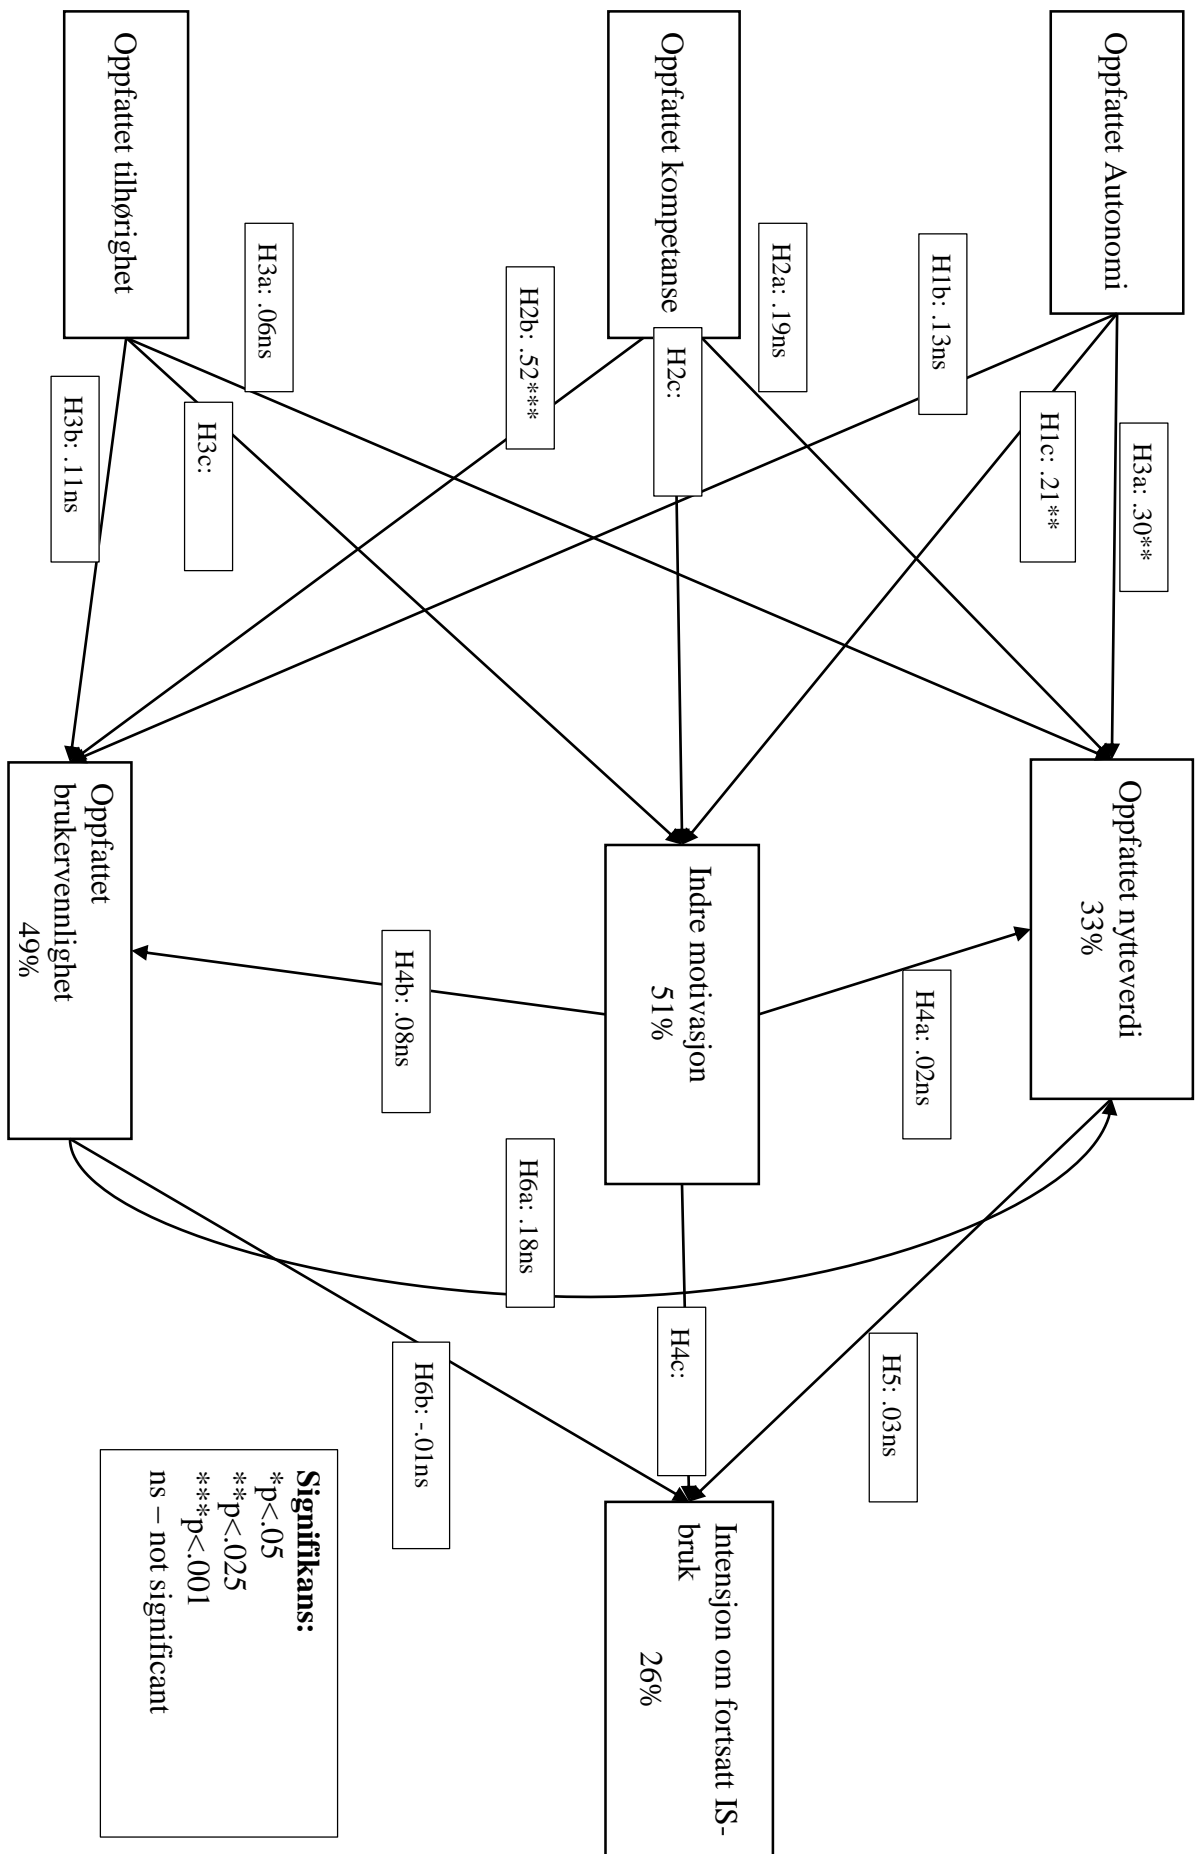 Oppfattet Autonomi
H3a: .30**
H1c: .21**
H1b: .13ns
Oppfattet kompetanse
H2a: .19ns
H2c:
H2b: .52***
Oppfattet tilhørighet
H3a: .06ns
H3c:
H3b: .11ns
Oppfattet nytteverdi
33%
Indre motivasjon
51%
Oppfattet
brukervennlighet
49%
H4a: .02ns
H4b: .08ns
H6a: .18ns
H5: .03ns
H4c:
H6b: -.01ns
Intensjon om fortsatt IS-
bruk
26%
Signifikans:
*p<.05
**p<.025
***p<.001
ns – not significant